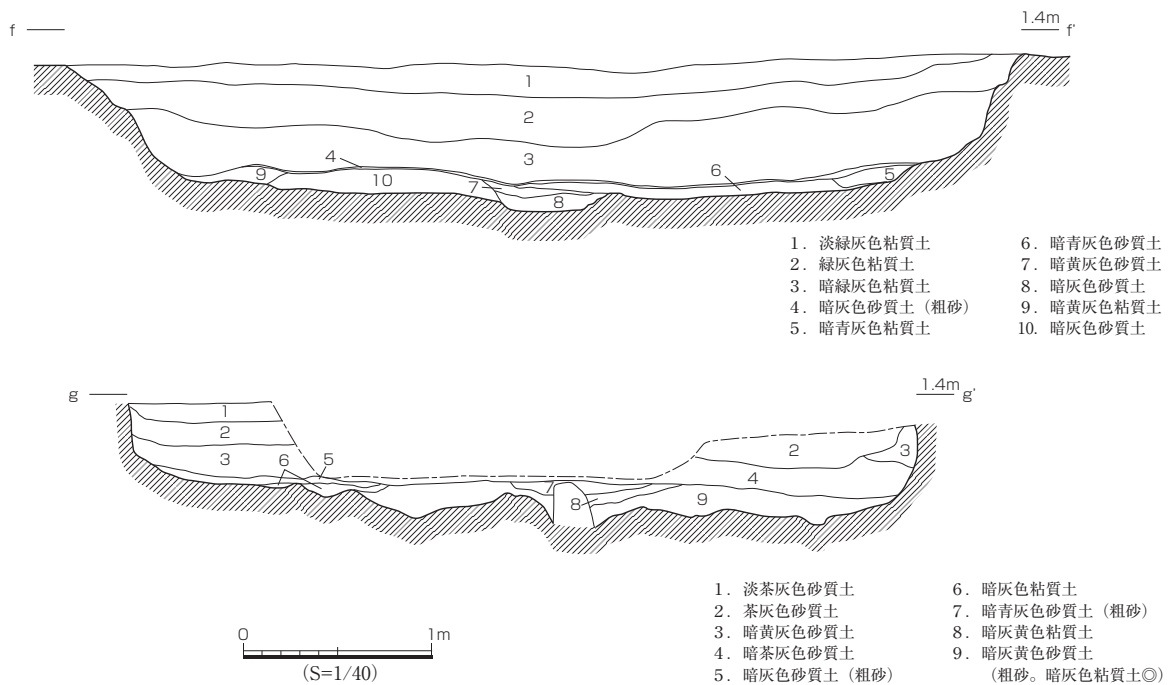 f
1.4m
f'
1
2
3
4
9
10
7
8
6
5
1. 淡緑灰色粘質土
2. 緑灰色粘質土
3. 暗緑灰色粘質土
4. 暗灰色砂質土（粗砂）
5. 暗青灰色粘質土
6. 暗青灰色砂質土
7. 暗黄灰色砂質土
8. 暗灰色砂質土
9. 暗黄灰色粘質土
10. 暗灰色砂質土
g
1.4m
g'
1
2
3
6
5
7
8
9
4
2
3
1. 淡茶灰色砂質土
2. 茶灰色砂質土
3. 暗黄灰色砂質土
4. 暗茶灰色砂質土
5. 暗灰色砂質土（粗砂）
6. 暗灰色粘質土
7. 暗青灰色砂質土（粗砂）
8. 暗灰黄色粘質土
9. 暗灰黄色砂質土
（粗砂。暗灰色粘質土◎）
0
1m
(S=1/40)